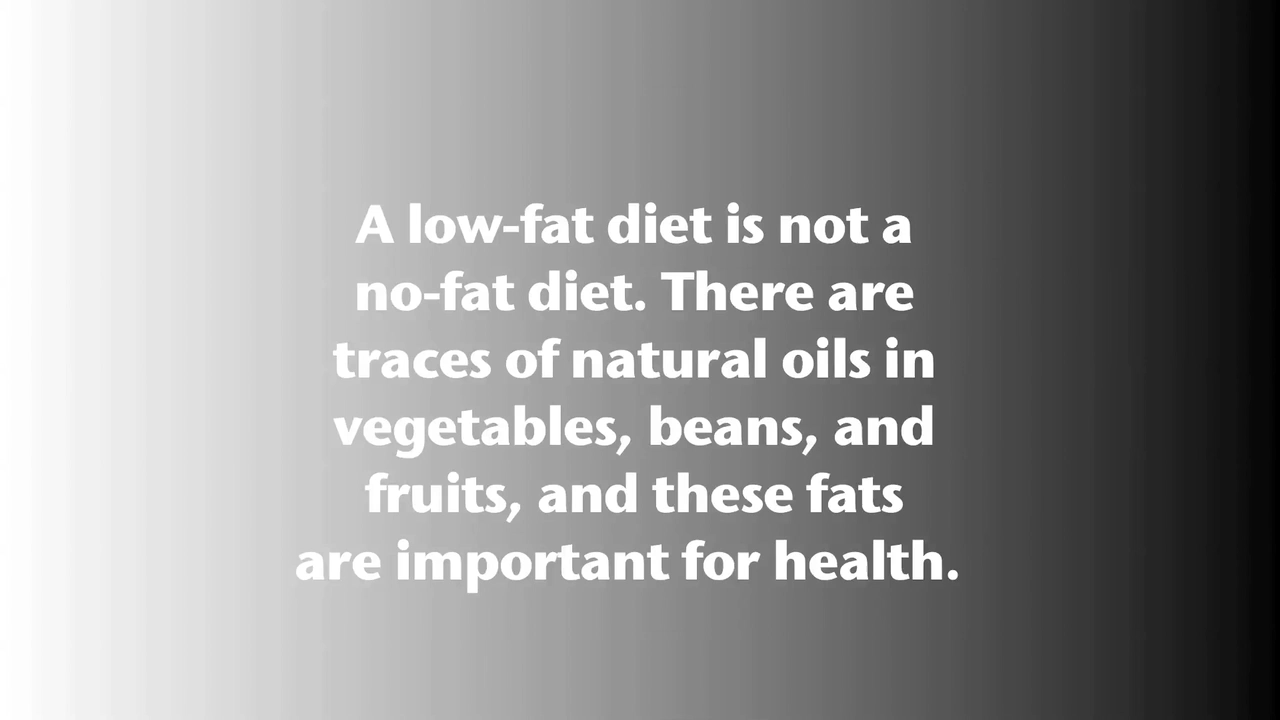 A low-fat diet is not a
no-fat diet. There are
traces of natural oils in
vegetables, beans, and
fruits, and these fats
are important for health.